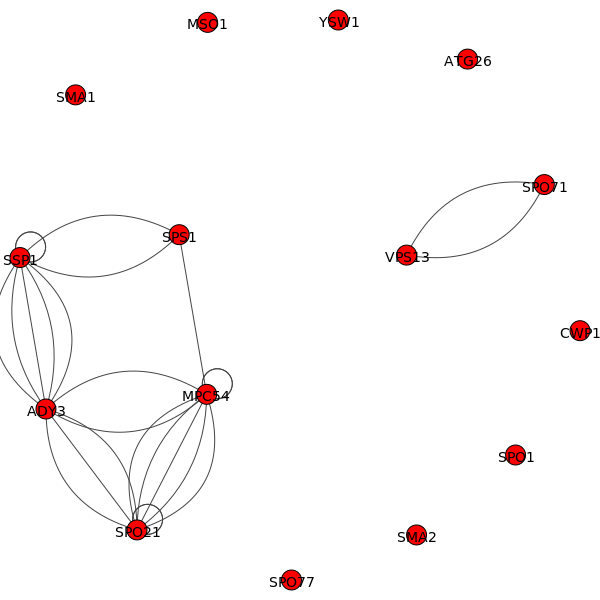 MSO1
YSW1
ATG26
SMA1
SPO71
SPS1
VPS13
SSP1
CWP1
MPC54
ADY3
SPO1
SPO21
SMA2
SPO77